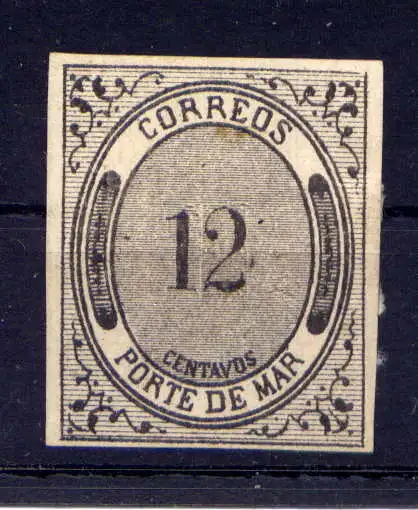 CORREOS
12
CENTAVOS
PORTE DE MAR